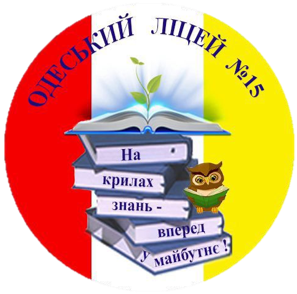 ОДЕСЬКИЙ ЛІЦЕЙ №15
На
крилах
знань -
вперед
у майбутнє!